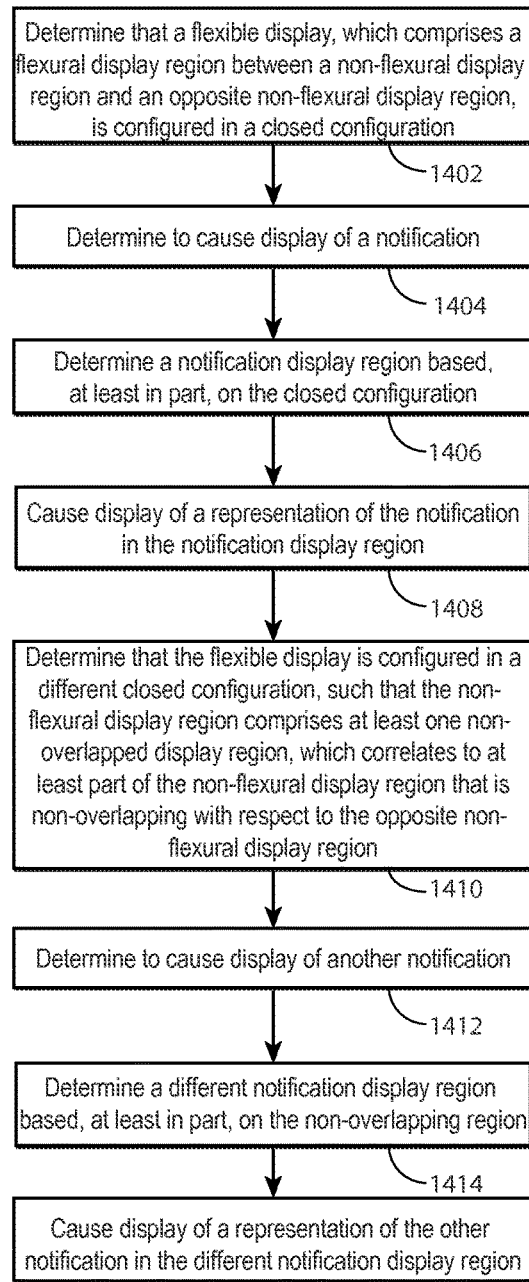 Determine that a flexible display, which comprises a
flexural display region between a non-flexural display
region and an opposite non-flexural display region,
is configured in a closed configuration
1402
Determine to cause display of a notification
1404
Determine a notification display region based,
at least in part, on the closed configuration
1406
Cause display of a representation of the notification
in the notification display region
1408
Determine that the flexible display is configured in a
different closed configuration, such that the non-
flexural display region comprises at least one non-
overlapped display region, which correlates to at
least part of the non-flexural display region that is
non-overlapping with respect to the opposite non-
flexural display region
1410
Determine to cause display of another notification
1412
Determine a different notification display region
based, at least in part, on the non-overlapping region
1414
Cause display of a representation of the other
notification in the different notification display region